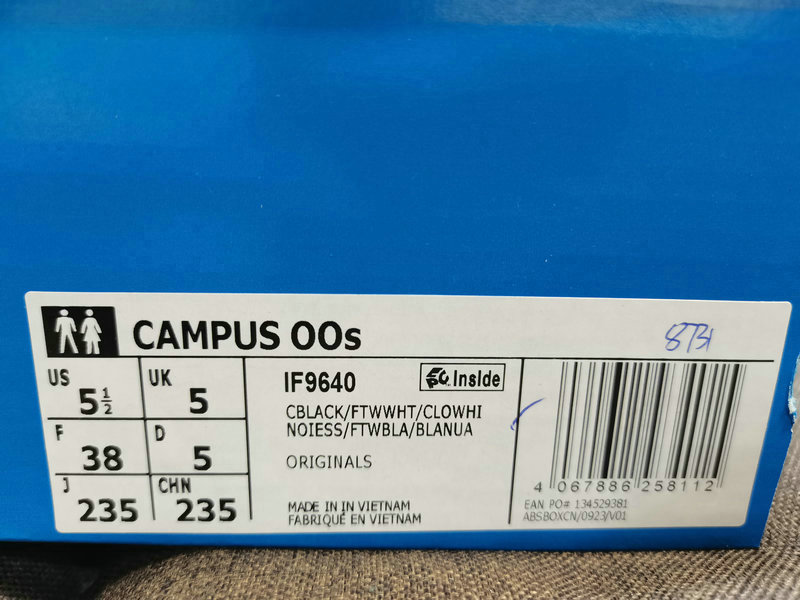 CAMPUS 00s
US 5½ UK 5
F 38 D 5
J 235 CHN 235
IF9640
Inside
CBLACK/FTWWHT/CLOWHI
NOIESS/FTWBLA/BLANUA
ORIGINALS
MADE IN IN VIETNAM
FABRIQUÉ EN VIETNAM
4 067886 258112
EAN PO# 134529381
ABSBOXCN/0923/V01